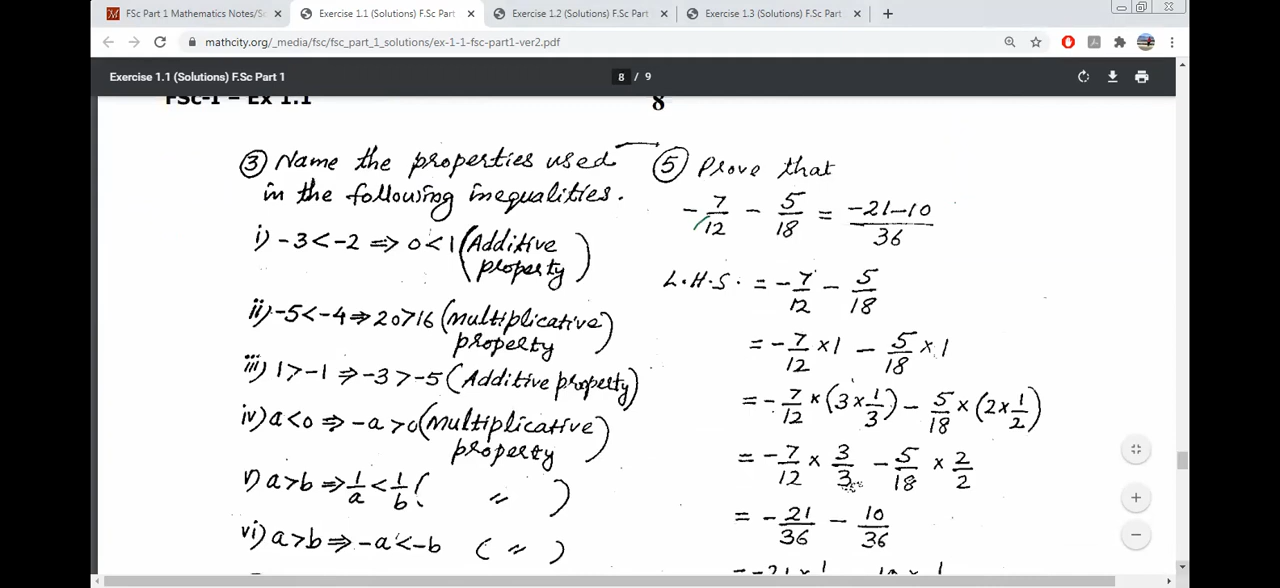 FSc Part 1 Mathematics Notes/Se
Exercise 1.1 (Solutions) F.Sc Part
Exercise 1.2 (Solutions) F.Sc Part
Exercise 1.3 (Solutions) F.Sc Part
mathcity.org/_media/fsc/fsc_part_1_solutions/ex-1-1-fsc-part1-ver2.pdf
Exercise 1.1 (Solutions) F.Sc Part 1
8 / 9
FSc-1 – Ex 1.1
8
③ Name the properties used
in the following inequalities.
i) -3 < -2 ⇒ 0 < 1 (Additive
property)
ii) -5 < -4 ⇒ 20 > 16 (multiplicative
property)
iii) 1 > -1 ⇒ -3 > -5 (Additive property)
iv) a < 0 ⇒ -a > 0 (multiplicative
property)
v) a > b ⇒ 1/a < 1/b ( " )
vi) a > b ⇒ -a < -b ( " )
⑤ Prove that
- 7/12 - 5/18 = -21-10/36
L.H.S. = - 7/12 - 5/18
= - 7/12 × 1 - 5/18 × 1
= - 7/12 × (3 × 1/3) - 5/18 × (2 × 1/2)
= - 7/12 × 3/3 - 5/18 × 2/2
= - 21/36 - 10/36